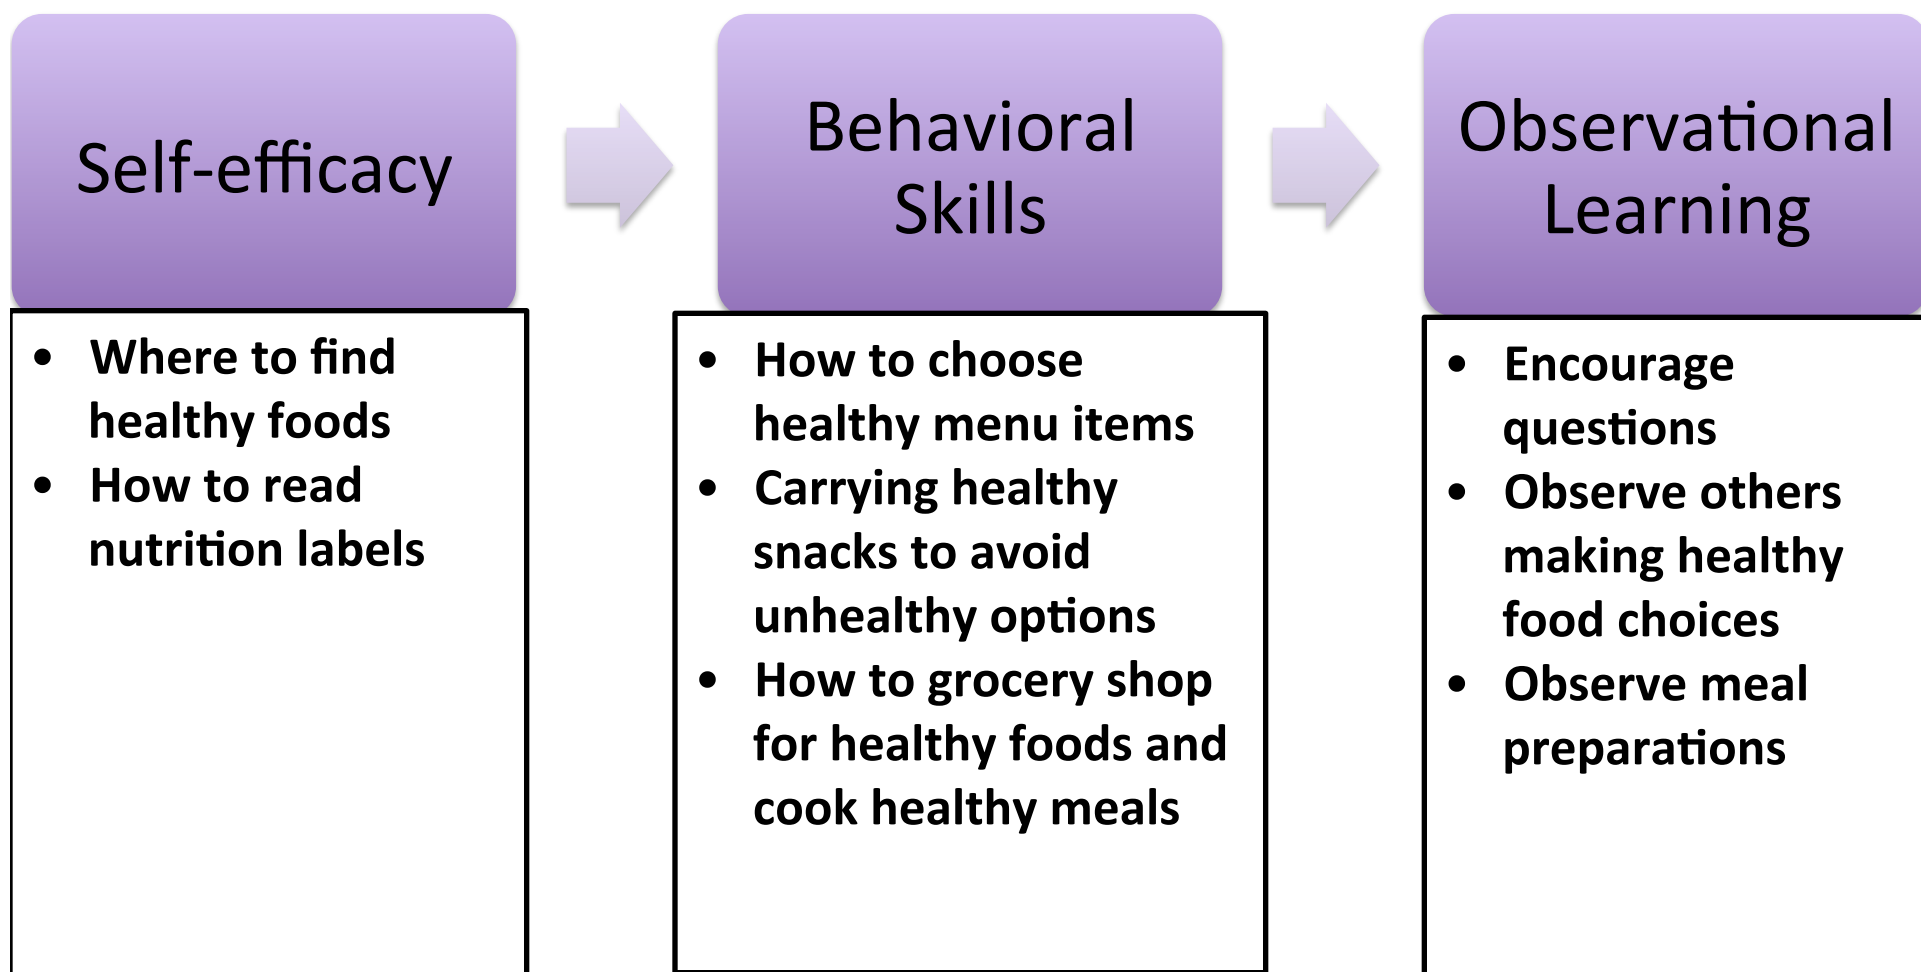 Self-efficacy
Behavioral
Skills
Observational
Learning
• Where to find
healthy foods
• How to read
nutrition labels
• How to choose
healthy menu items
• Carrying healthy
snacks to avoid
unhealthy options
• How to grocery shop
for healthy foods and
cook healthy meals
• Encourage
questions
• Observe others
making healthy
food choices
• Observe meal
preparations